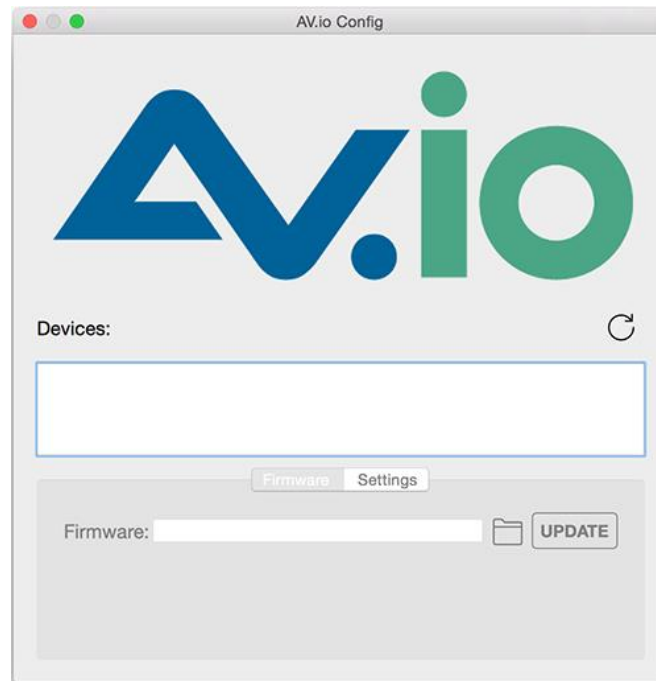 AV.io Config
AV.io
Devices:
Firmware Settings
Firmware: UPDATE